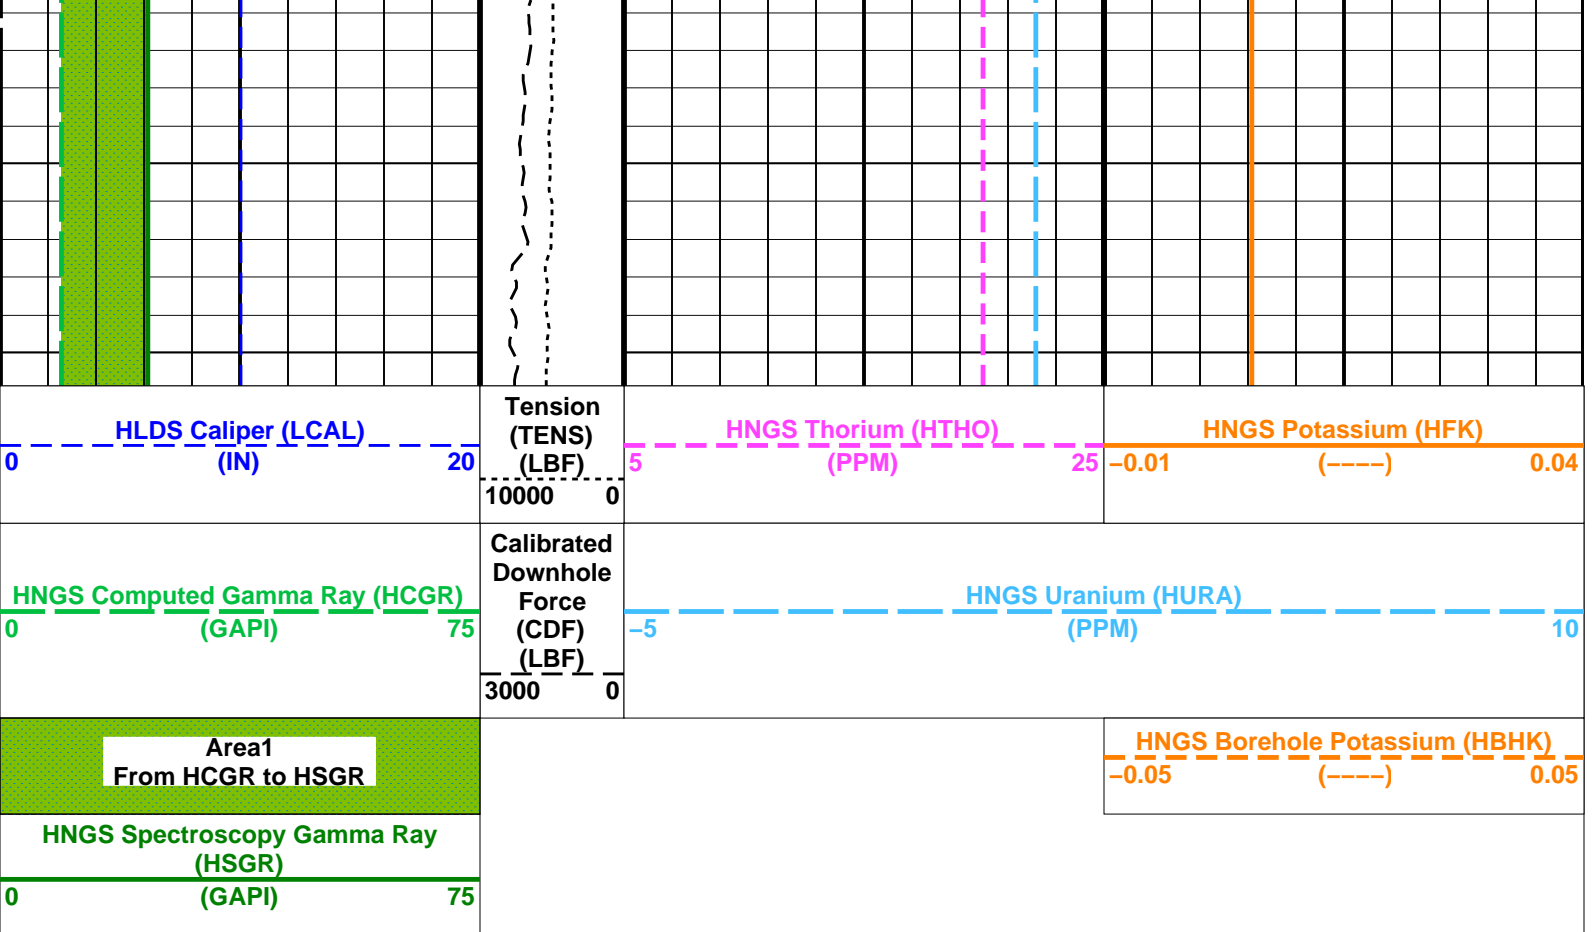 HLDS Caliper (LCAL)
0 (IN) 20
Tension
(TENS)
(LBF)
10000 0
HNGS Thorium (HTHO)
5 (PPM) 25
HNGS Potassium (HFK)
−0.01 (−−−−) 0.04
HNGS Computed Gamma Ray (HCGR)
0 (GAPI) 75
Calibrated
Downhole
Force
(CDF)
(LBF)
3000 0
HNGS Uranium (HURA)
−5 (PPM) 10
Area1
From HCGR to HSGR
HNGS Borehole Potassium (HBHK)
−0.05 (−−−−) 0.05
HNGS Spectroscopy Gamma Ray
(HSGR)
0 (GAPI) 75